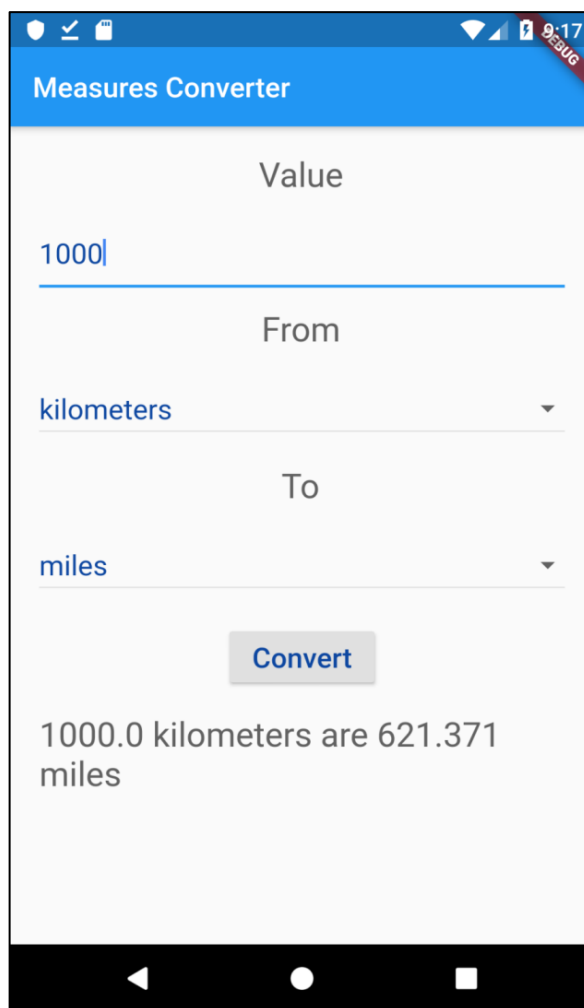 9:17
DEBUG
Measures Converter
Value
1000
From
kilometers
To
miles
Convert
1000.0 kilometers are 621.371
miles